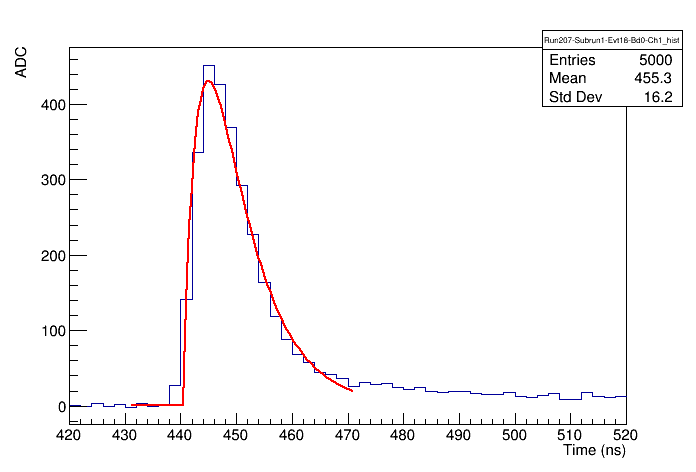 Run207-Subrun1-Evt16-Bd0-Ch1_hist
Entries 5000
Mean 455.3
Std Dev 16.2
ADC
400
300
200
100
0
420 430 440 450 460 470 480 490 500 510 520
Time (ns)